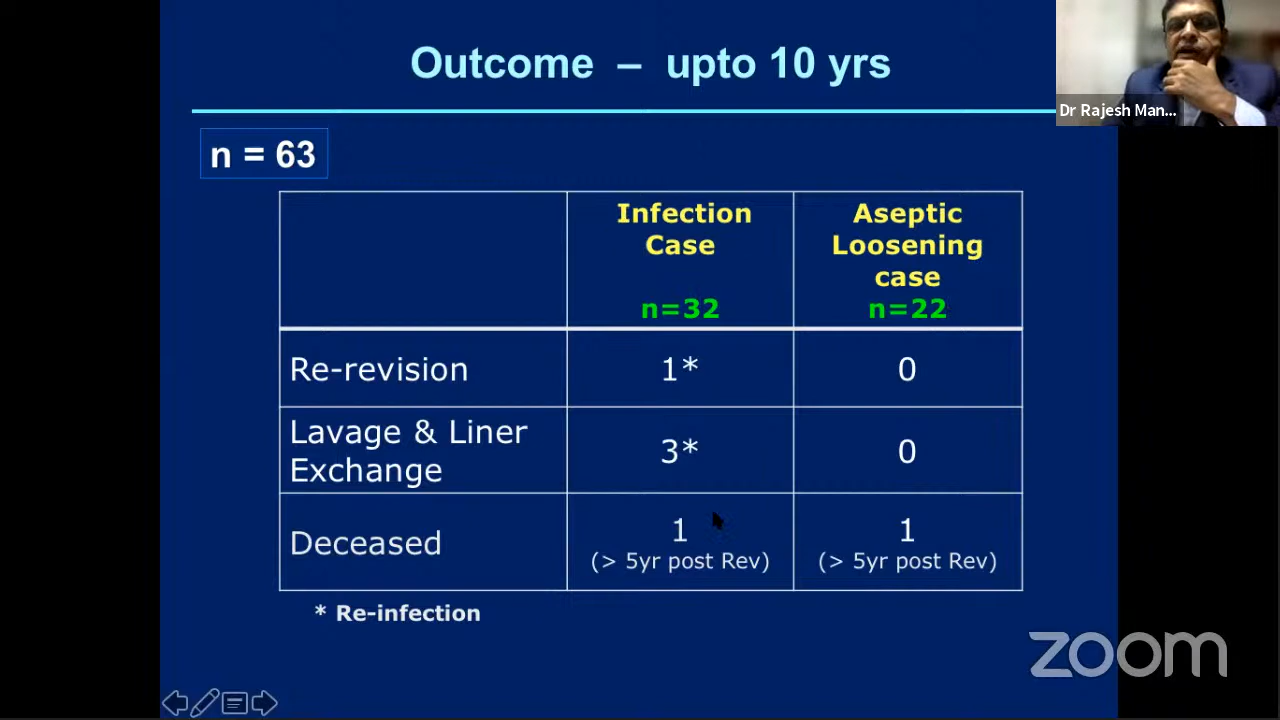 Outcome – upto 10 yrs
Dr Rajesh Man...
n = 63
Infection Case n=32
Aseptic Loosening case n=22
Re-revision 1* 0
Lavage & Liner Exchange 3* 0
Deceased 1 (> 5yr post Rev) 1 (> 5yr post Rev)
* Re-infection
zoom